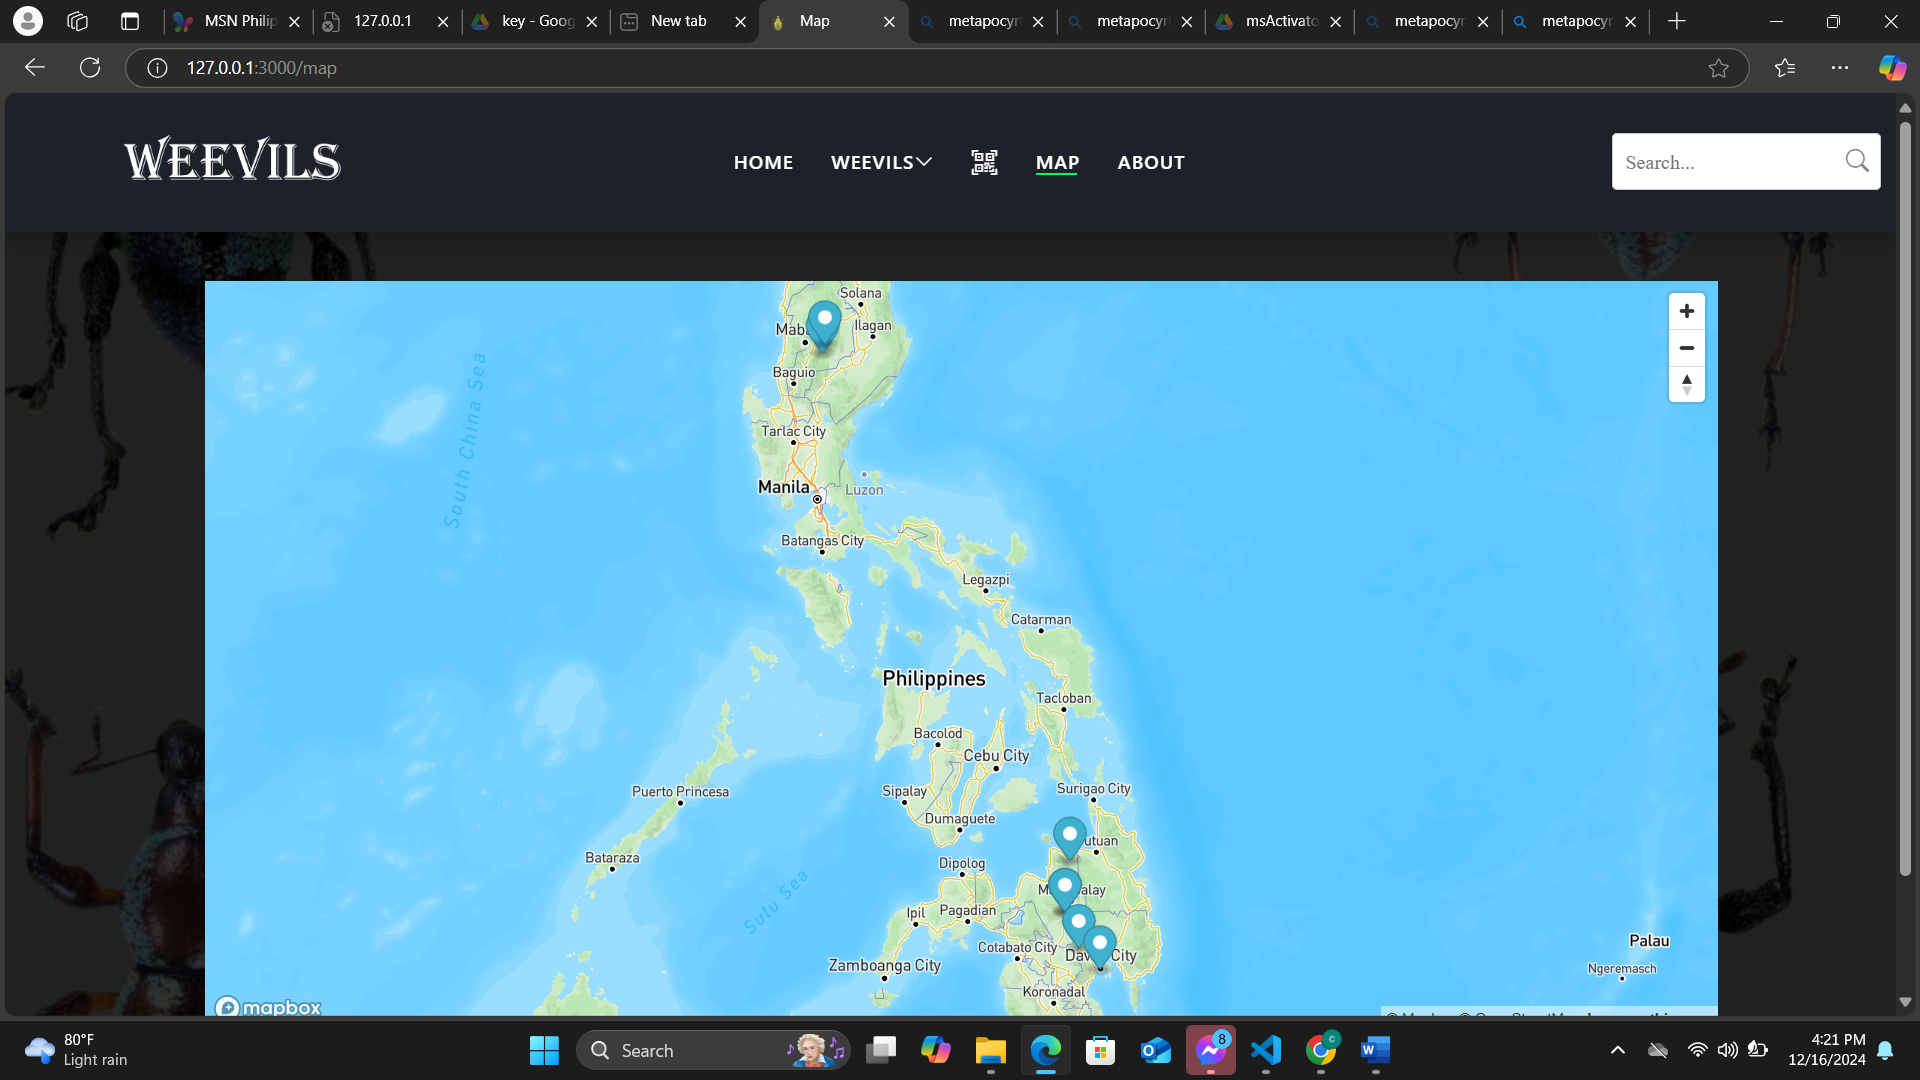 MSN Philip
127.0.0.1
key - Goog
New tab
Map
metapocyr
metapocyr
msActivato
metapocyr
metapocyr
127.0.0.1:3000/map
WEEVILS
HOME
WEEVILS
MAP
ABOUT
Search...
Solana
Ilagan
Baguio
South China Sea
Tarlac City
Manila
Luzon
Batangas City
Legazpi
Catarman
Philippines
Tacloban
Bacolod
Cebu City
Puerto Princesa
Sipalay
Surigao City
Dumaguete
Bataraza
Dipolog
Sulu Sea
Ipil
Pagadian
Cotabato City
City
Zamboanga City
Koronadal
Palau
Ngeremasch
mapbox
80°F
Light rain
Search
8
4:21 PM
12/16/2024